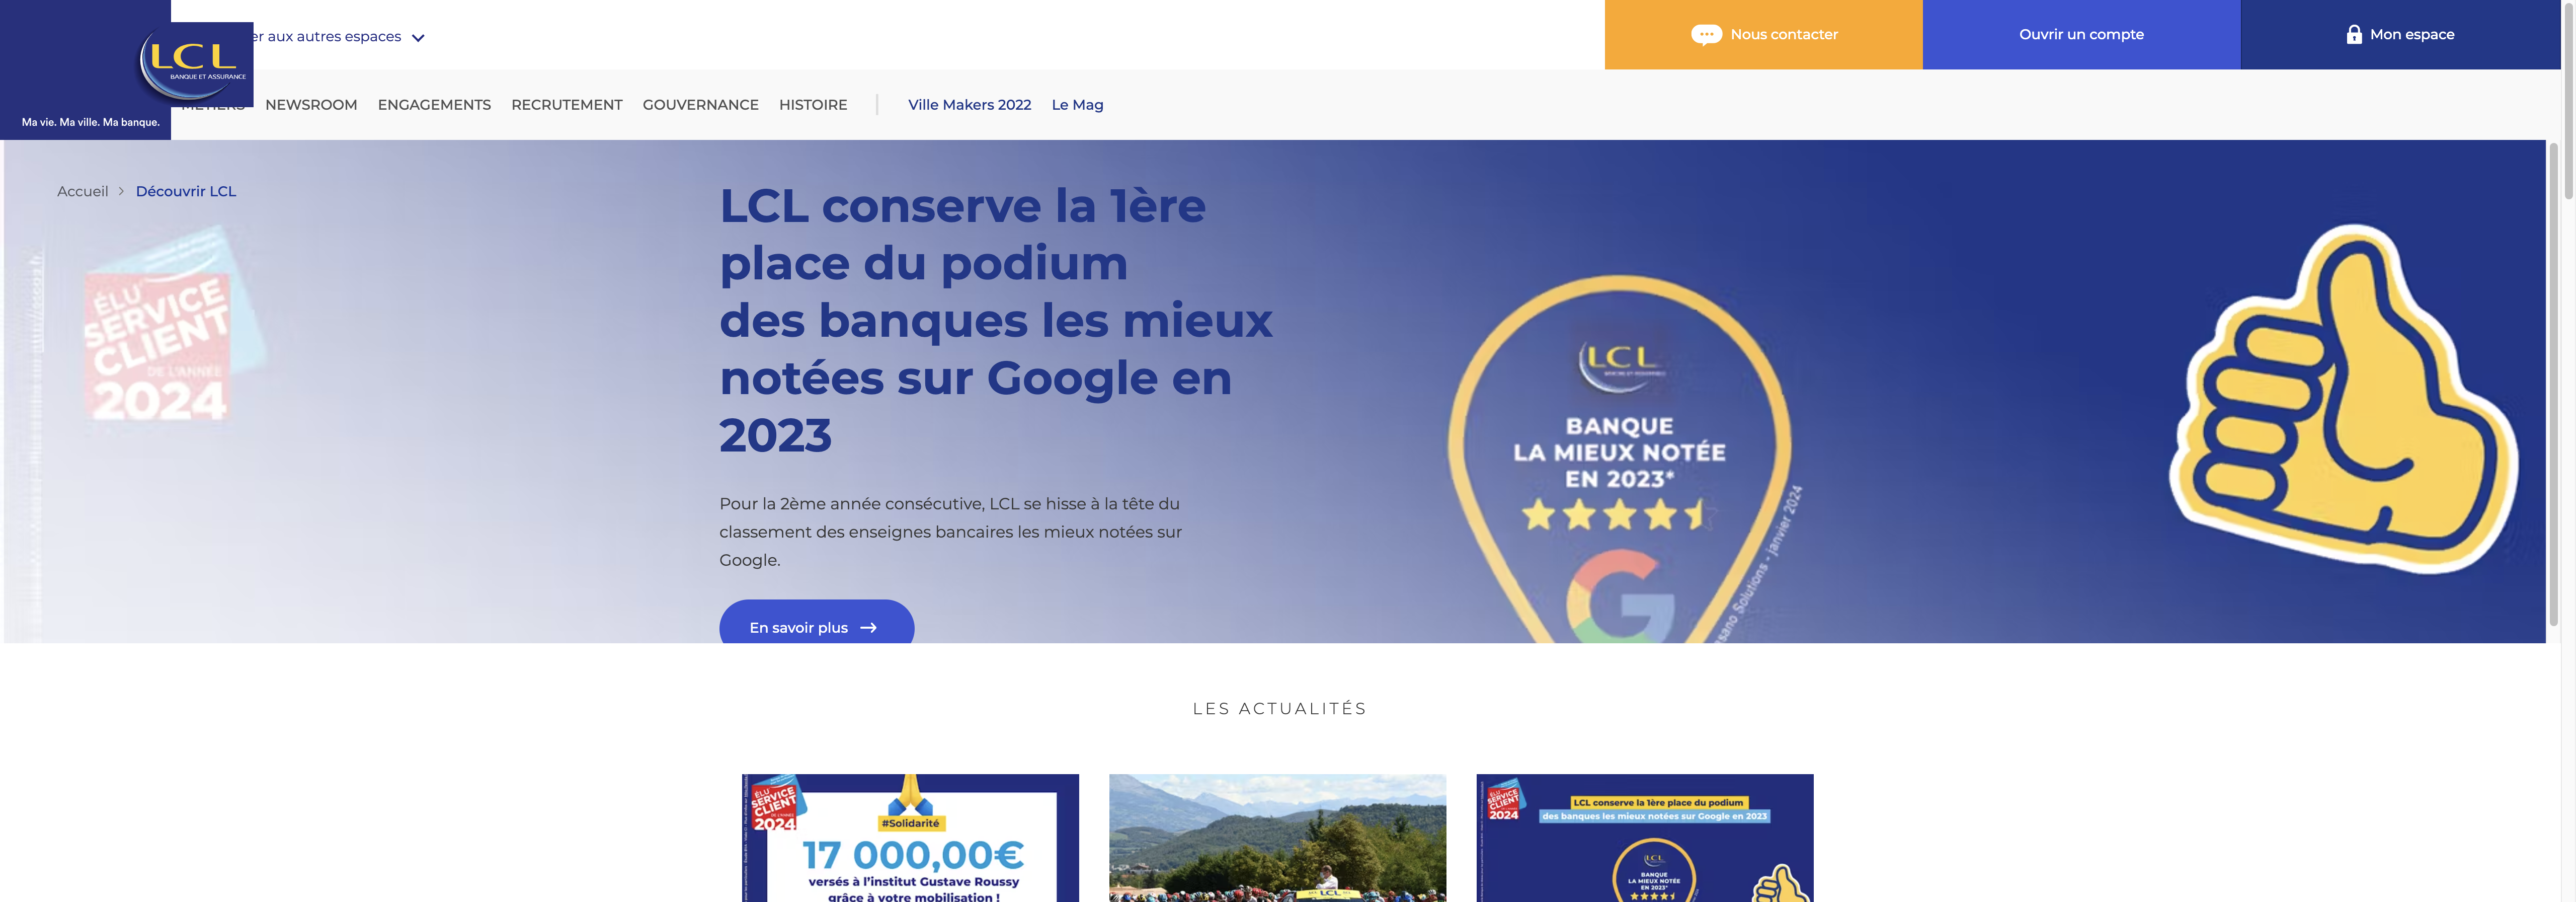 LCL
BANQUE ET ASSURANCE
Ma vie. Ma ville. Ma banque.
aux autres espaces
Nous contacter
Ouvrir un compte
Mon espace
NEWSROOM
ENGAGEMENTS
RECRUTEMENT
GOUVERNANCE
HISTOIRE
Ville Makers 2022
Le Mag
Accueil > Découvrir LCL
ÉLU
SERVICE
CLIENT
DE L'ANNÉE
2024
LCL conserve la 1ère
place du podium
des banques les mieux
notées sur Google en
2023
Pour la 2ème année consécutive, LCL se hisse à la tête du
classement des enseignes bancaires les mieux notées sur
Google.
En savoir plus →
LCL
BANQUE
LA MIEUX NOTÉE
EN 2023*
Solutions - janvier 2024
LES ACTUALITÉS
ÉLU
SERVICE
CLIENT
DE L'ANNÉE
2024
#Solidarité
17 000,00€
versés à l'institut Gustave Roussy
grâce à votre mobilisation !
LCL
ÉLU
SERVICE
CLIENT
DE L'ANNÉE
2024
LCL conserve la 1ère place du podium
des banques les mieux notées sur Google en 2023
LCL
BANQUE
LA MIEUX NOTÉE
EN 2023*